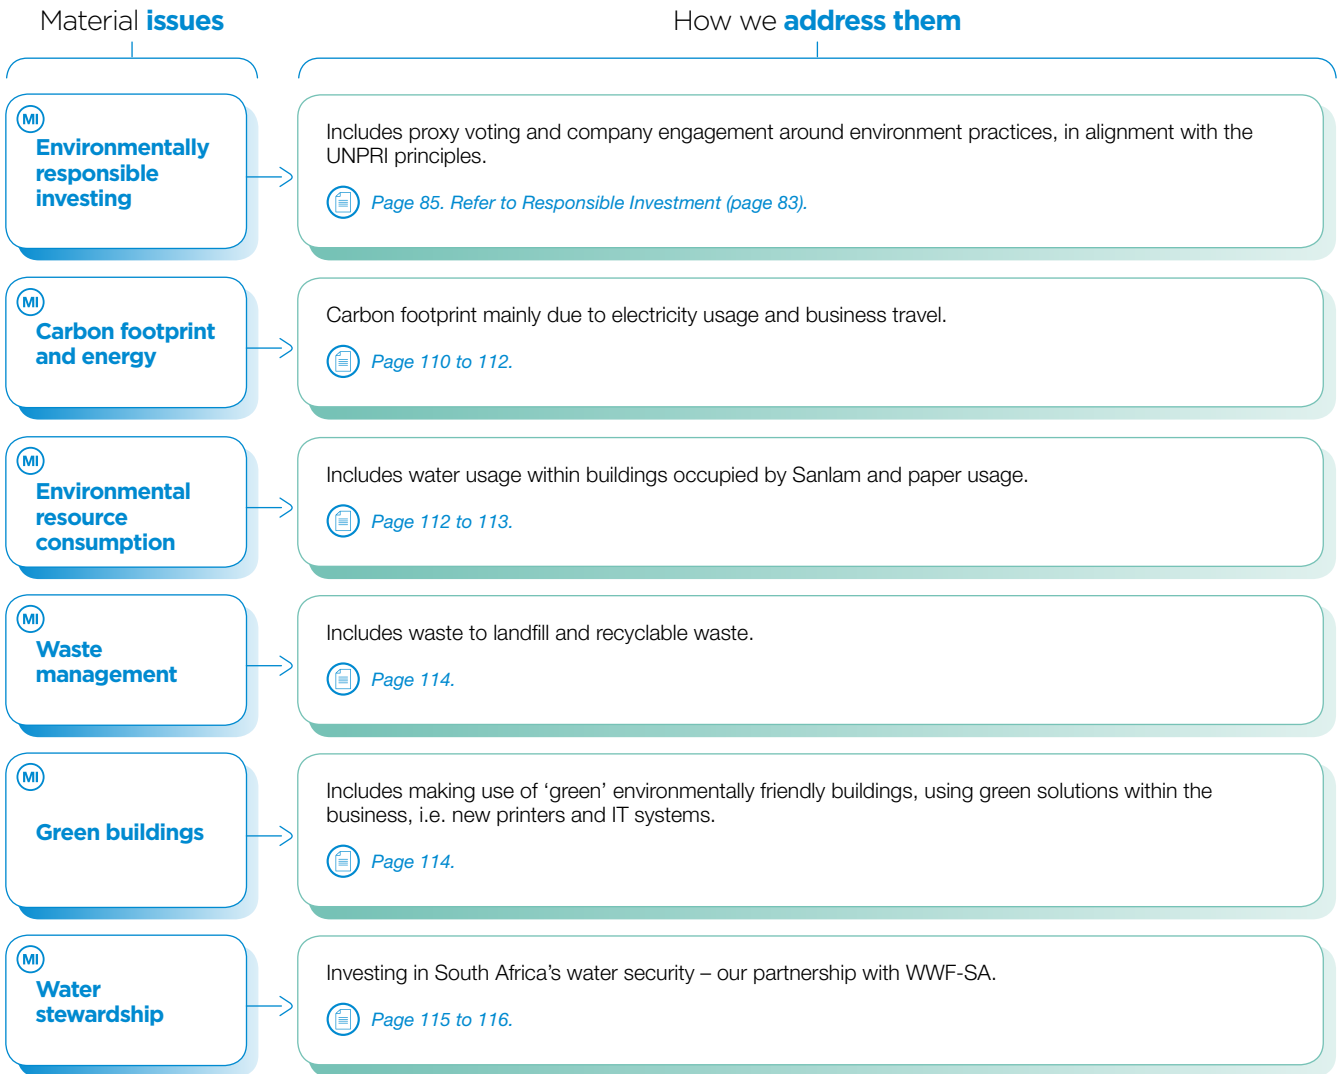 Material issues
How we address them
MI
Environmentally
responsible
investing
Includes proxy voting and company engagement around environment practices, in alignment with the
UNPRI principles.
Page 85. Refer to Responsible Investment (page 83).
MI
Carbon footprint
and energy
Carbon footprint mainly due to electricity usage and business travel.
Page 110 to 112.
MI
Environmental
resource
consumption
Includes water usage within buildings occupied by Sanlam and paper usage.
Page 112 to 113.
MI
Waste
management
Includes waste to landfill and recyclable waste.
Page 114.
MI
Green buildings
Includes making use of ‘green’ environmentally friendly buildings, using green solutions within the
business, i.e. new printers and IT systems.
Page 114.
MI
Water
stewardship
Investing in South Africa’s water security – our partnership with WWF-SA.
Page 115 to 116.